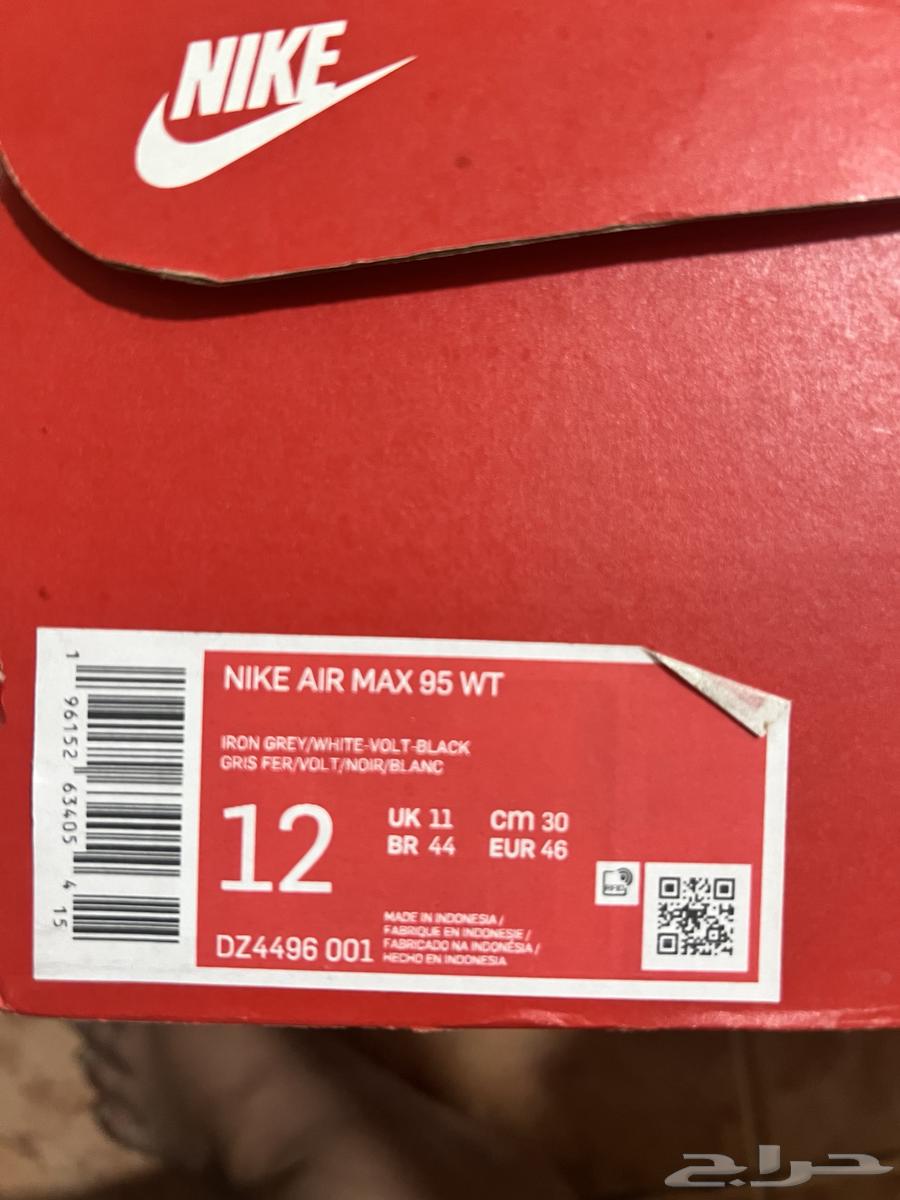 NIKE
NIKE AIR MAX 95 WT
IRON GREY/WHITE-VOLT-BLACK
GRIS FER/VOLT/NOIR/BLANC
12
UK 11 cm 30
BR 44 EUR 46
RFID
DZ4496 001
MADE IN INDONESIA /
FABRIQUE EN INDONESIE /
FABRICADO NA INDONÉSIA /
HECHO EN INDONESIA
1 96152 63405 4 15
حراج